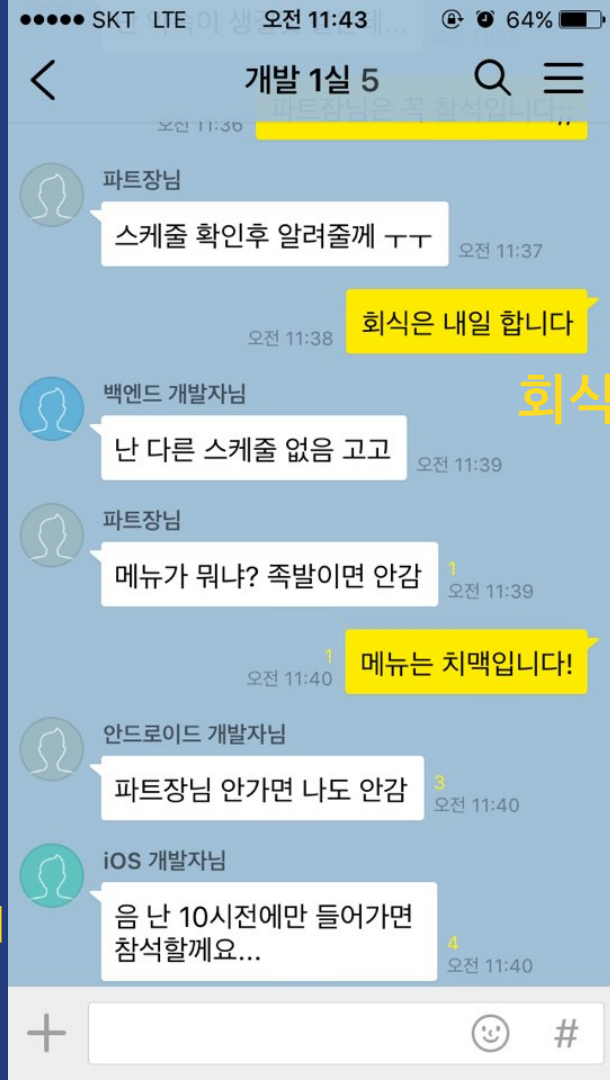 SKT LTE 오전 11:43 64%
개발 1실 5
파트장님은 꼭 참석입니다;;
오전 11:36
파트장님
스케줄 확인후 알려줄께 ㅜㅜ
오전 11:37
회식은 내일 합니다
오전 11:38
회식
백엔드 개발자님
난 다른 스케줄 없음 고고
오전 11:39
파트장님
메뉴가 뭐냐? 족발이면 안감
1
오전 11:39
메뉴는 치맥입니다!
1
오전 11:40
안드로이드 개발자님
파트장님 안가면 나도 안감
3
오전 11:40
iOS 개발자님
음 난 10시전에만 들어가면
참석할께요...
4
오전 11:40
#